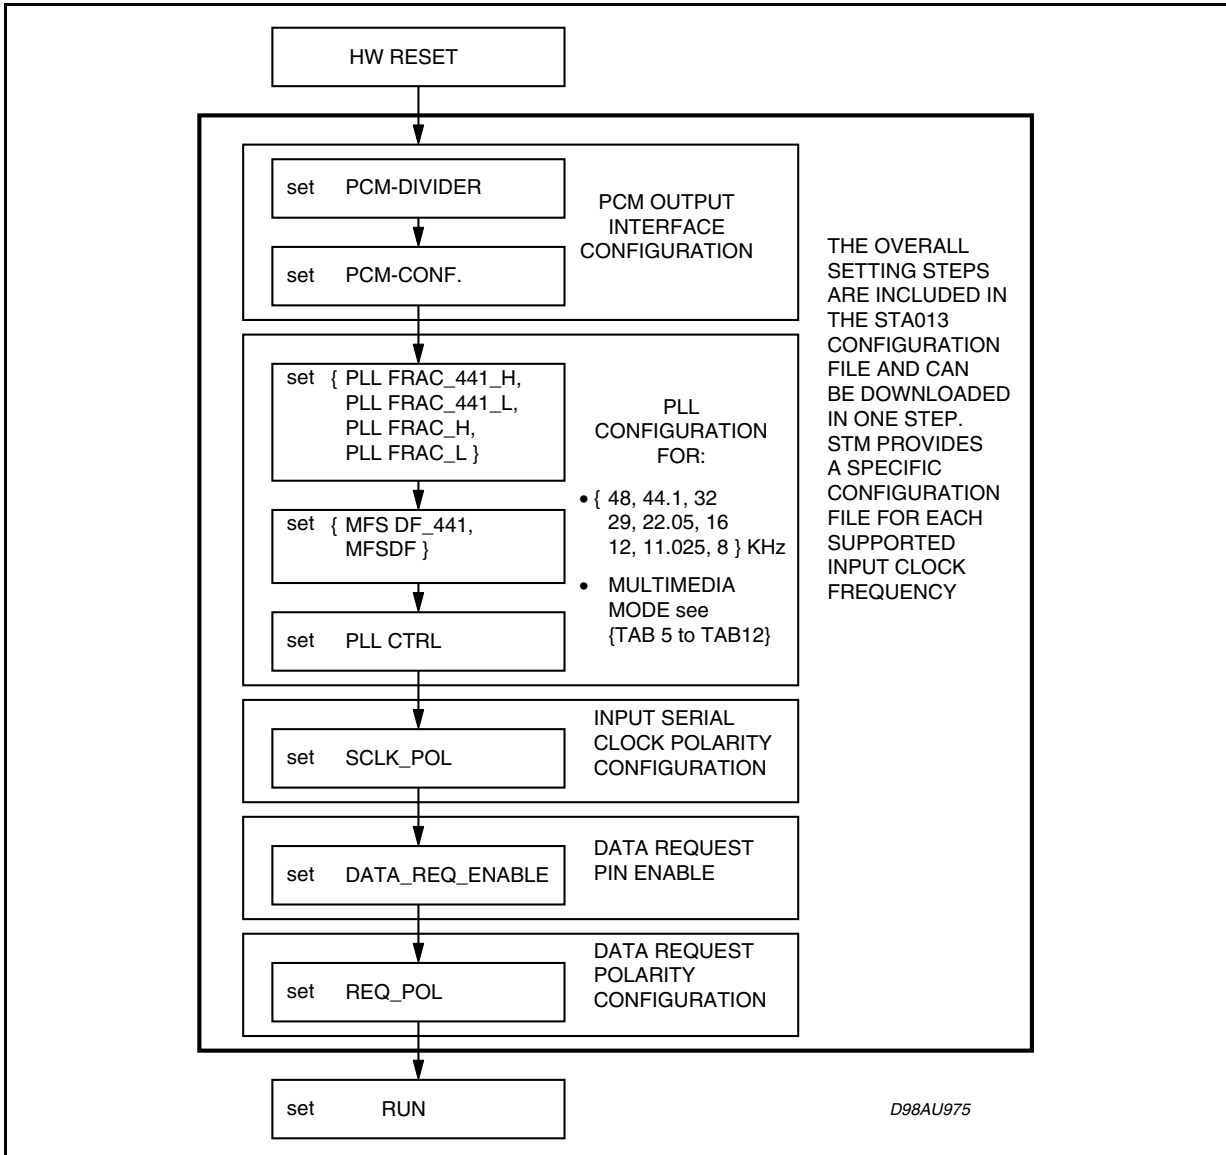 HW RESET
set PCM-DIVIDER
set PCM-CONF.
PCM OUTPUT
INTERFACE
CONFIGURATION
set { PLL FRAC_441_H,
PLL FRAC_441_L,
PLL FRAC_H,
PLL FRAC_L }
set { MFS DF_441,
MFSDF }
set PLL CTRL
PLL
CONFIGURATION
FOR:
• { 48, 44.1, 32
29, 22.05, 16
12, 11.025, 8 } KHz
• MULTIMEDIA
MODE see
{TAB 5 to TAB12}
set SCLK_POL
INPUT SERIAL
CLOCK POLARITY
CONFIGURATION
set DATA_REQ_ENABLE
DATA REQUEST
PIN ENABLE
set REQ_POL
DATA REQUEST
POLARITY
CONFIGURATION
THE OVERALL
SETTING STEPS
ARE INCLUDED IN
THE STA013
CONFIGURATION
FILE AND CAN
BE DOWNLOADED
IN ONE STEP.
STM PROVIDES
A SPECIFIC
CONFIGURATION
FILE FOR EACH
SUPPORTED
INPUT CLOCK
FREQUENCY
set RUN
D98AU975